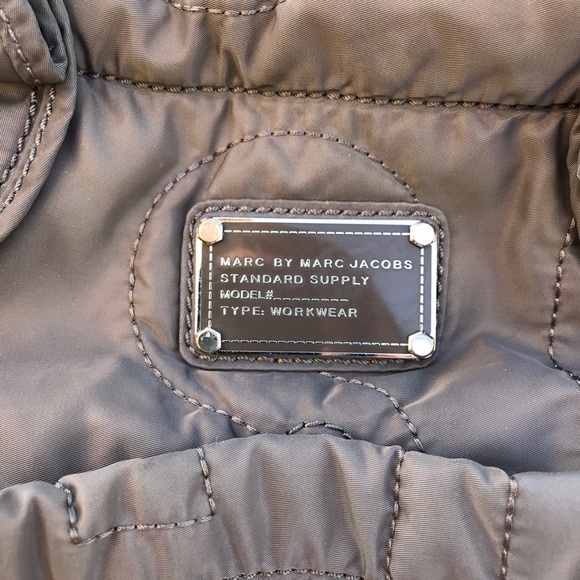 MARC BY MARC JACOBS
STANDARD SUPPLY
MODEL#_________
TYPE: WORKWEAR